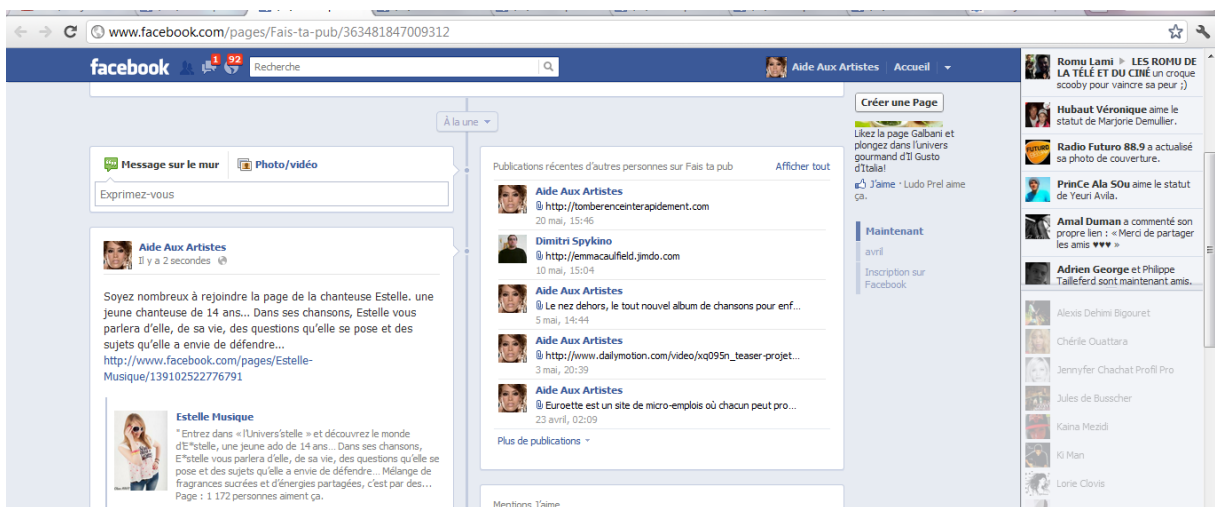 www.facebook.com/pages/Fais-ta-pub/363481847009312
facebook
1
92
Recherche
Aide Aux Artistes
Accueil
À la une
Message sur le mur
Photo/vidéo
Exprimez-vous
Aide Aux Artistes
Il y a 2 secondes
Soyez nombreux à rejoindre la page de la chanteuse Estelle. une
jeune chanteuse de 14 ans... Dans ses chansons, Estelle vous
parlera d'elle, de sa vie, des questions qu'elle se pose et des
sujets qu'elle a envie de défendre...
http://www.facebook.com/pages/Estelle-
Musique/139102522776791
Estelle Musique
"Entrez dans « l'Univers'stelle » et découvrez le monde
d'E*stelle, une jeune ado de 14 ans... Dans ses chansons,
E*stelle vous parlera d'elle, de sa vie, des questions qu'elle se
pose et des sujets qu'elle a envie de défendre... Mélange de
fragrances sucrées et d'énergies partagées, c'est par des...
Page : 1 172 personnes aiment ça.
Publications récentes d'autres personnes sur Fais ta pub
Afficher tout
Aide Aux Artistes
http://tomberenceinterapidement.com
20 mai, 15:46
Dimitri Spykino
http://emmacaulfield.jimdo.com
10 mai, 15:04
Aide Aux Artistes
Le nez dehors, le tout nouvel album de chansons pour enf...
5 mai, 14:44
Aide Aux Artistes
http://www.dailymotion.com/video/xq095n_teaser-projet...
3 mai, 20:39
Aide Aux Artistes
Euroette est un site de micro-emplois où chacun peut pro...
23 avril, 02:09
Plus de publications
Mentions J'aime
Créer une Page
Likez la page Galbani et
plongez dans l'univers
gourmand d'Il Gusto
d'Italia!
J'aime · Ludo Prel aime
ça.
Maintenant
avril
Inscription sur
Facebook
Romu Lami ▶ LES ROMU DE
LA TÉLÉ ET DU CINÉ un croque
scooby pour vaincre sa peur ;)
Hubaut Véronique aime le
statut de Marjorie Demullier.
Radio Futuro 88.9 a actualisé
sa photo de couverture.
PrinCe Ala SOu aime le statut
de Yeuri Avila.
Amal Duman a commenté son
propre lien : « Merci de partager
les amis ♥♥♥ »
Adrien George et Philippe
Tailleferd sont maintenant amis.
Alexis Dehimi Bigouret
Chérile Ouattara
Jennyfer Chachat Profil Pro
Jules de Busscher
Kaina Mezidi
Ki Man
Lorie Clovis